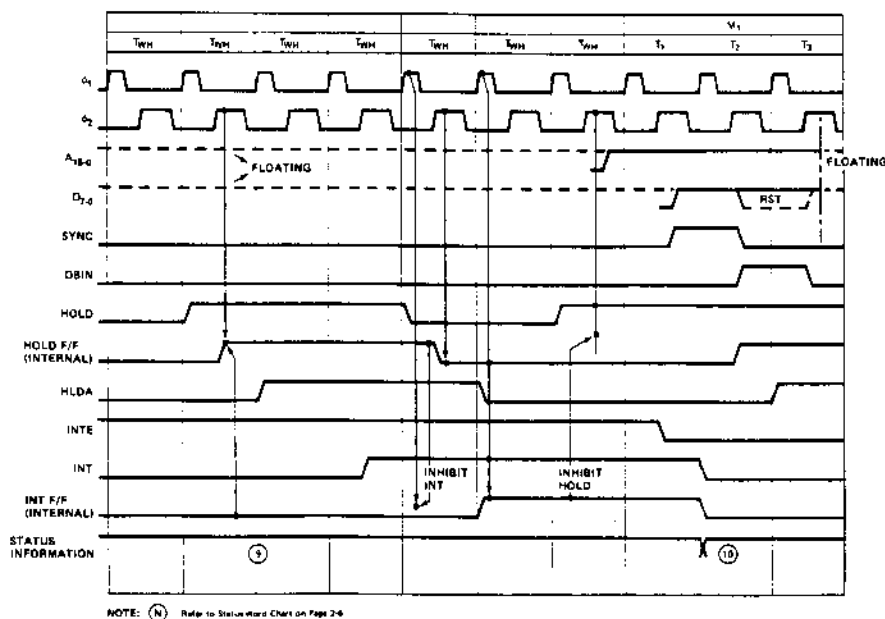 M1
TWH TWH TWH TWH TWH TWH TWH T1 T2 T3
φ1
φ2
A15-0
FLOATING
FLOATING
D7-0
RST
SYNC
DBIN
HOLD
HOLD F/F
(INTERNAL)
HLDA
INTE
INT
INHIBIT
INT
INHIBIT
HOLD
INT F/F
(INTERNAL)
STATUS
INFORMATION
9
10
NOTE: N Refer to Status Word Chart on Page 2-6